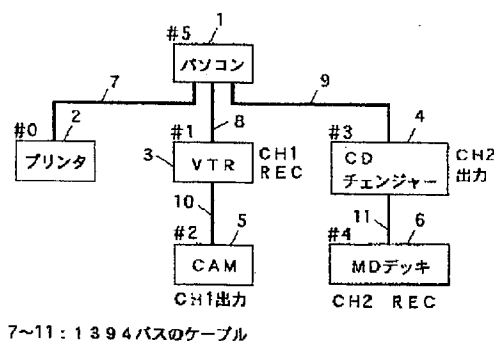 1
#5
パソコン
7
8
9
#0
2
プリンタ
#1
3
VTR
CH1
REC
#3
4
CD
チェンジャー
CH2
出力
10
#2
5
CAM
CH1出力
11
#4
6
MDデッキ
CH2 REC
7~11:1394バスのケーブル